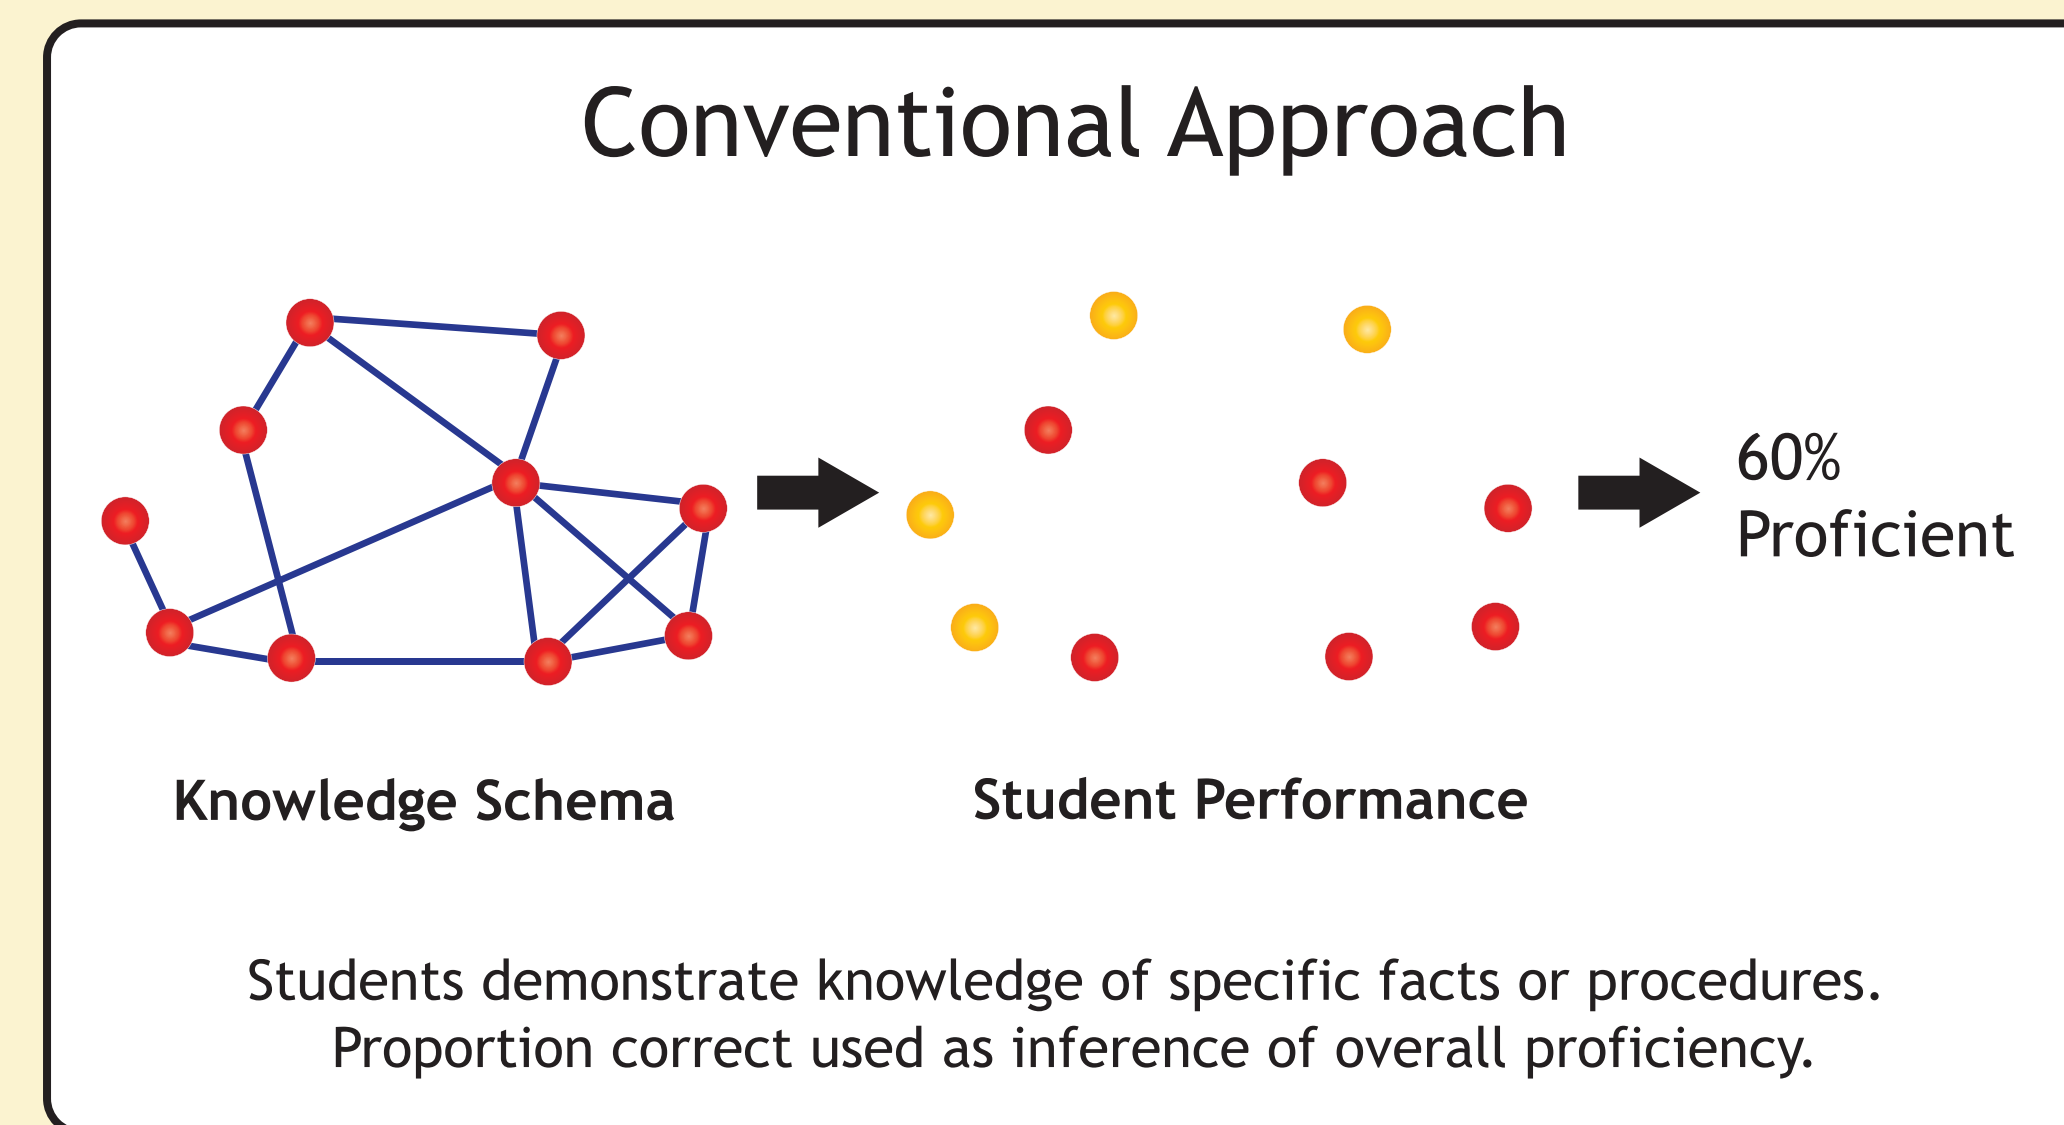 Conventional Approach
60%
Proficient
Knowledge Schema
Student Performance
Students demonstrate knowledge of specific facts or procedures.
Proportion correct used as inference of overall proficiency.